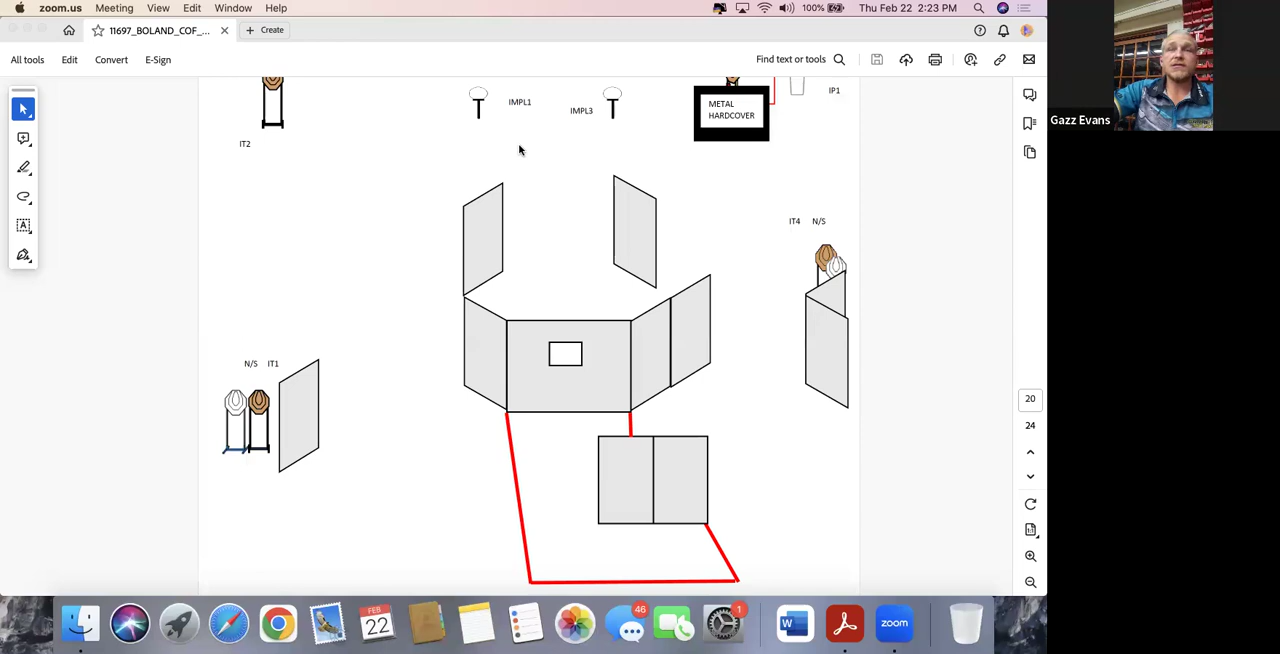 zoom.us Meeting View Edit Window Help 100% Thu Feb 22 2:23 PM
11697_BOLAND_COF_... Create
All tools Edit Convert E-Sign Find text or tools
IMPL1 IMPL3 METAL HARDCOVER IP1
IT2
Gazz Evans
IT4 N/S
N/S IT1
20
24
FEB
22
46
1
W
zoom